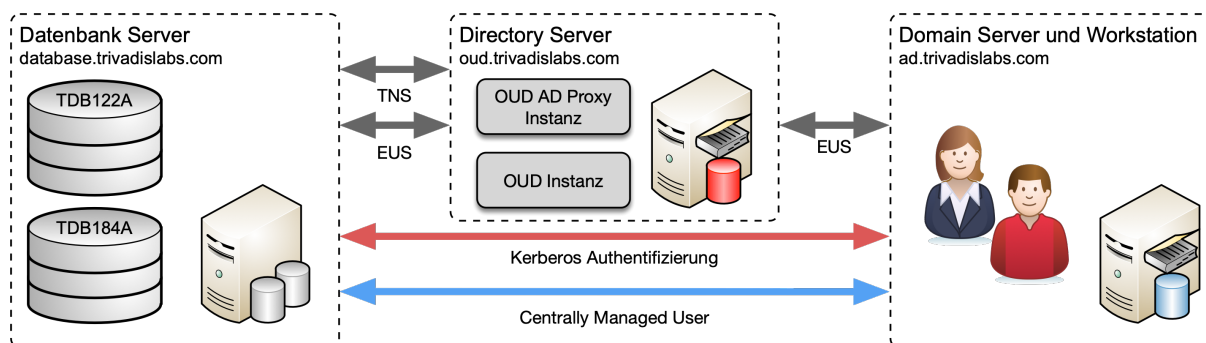 Datenbank Server
database.trivadislabs.com
TDB122A
TDB184A
TNS
EUS
Directory Server
oud.trivadislabs.com
OUD AD Proxy
Instanz
OUD Instanz
EUS
Kerberos Authentifizierung
Centrally Managed User
Domain Server und Workstation
ad.trivadislabs.com